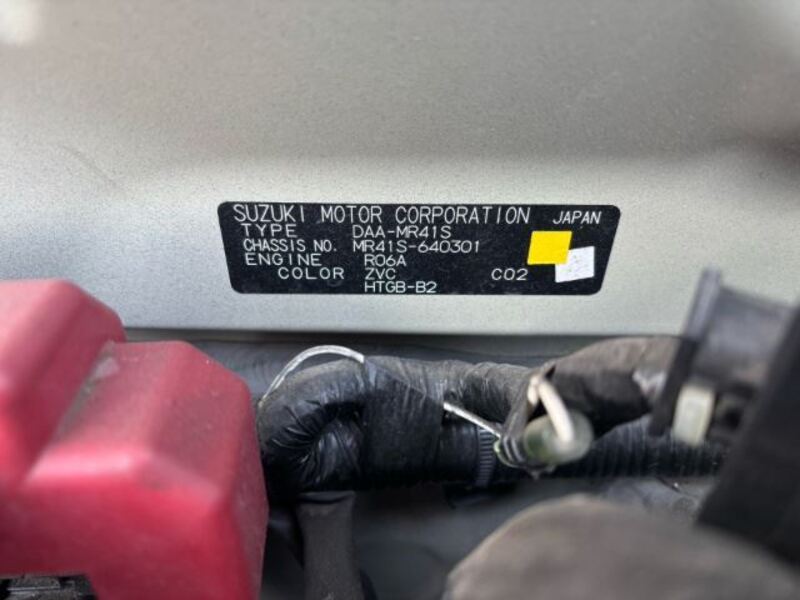 SUZUKI MOTOR CORPORATION JAPAN
TYPE DAA-MR41S
CHASSIS NO. MR41S-640301
ENGINE R06A
COLOR ZVC C02
HTGB-B2